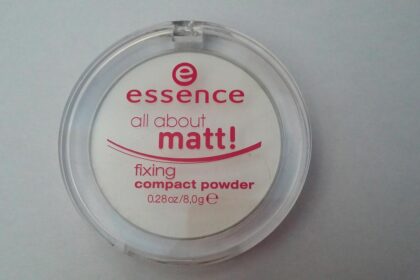 e
essence
all about
matt!
fixing
compact powder
0.28oz/8,0g ℮